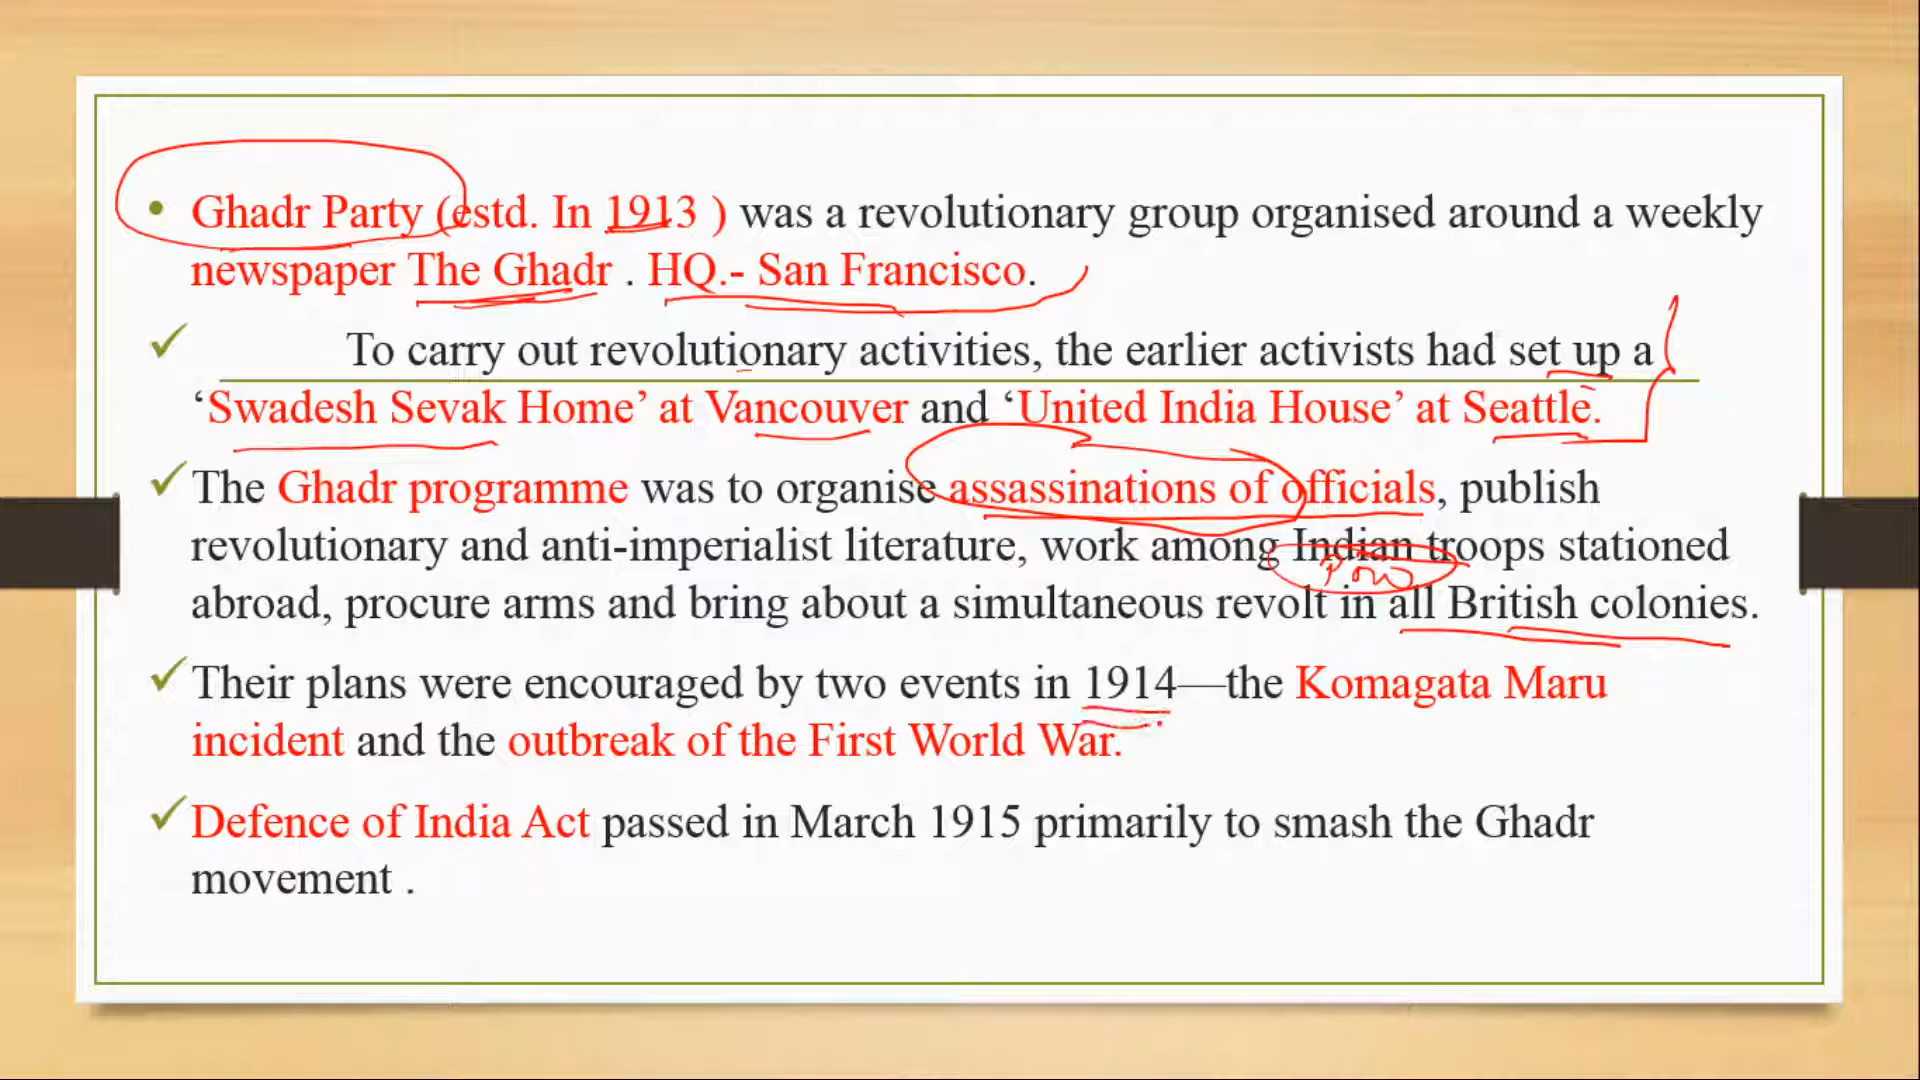 • Ghadr Party (estd. In 1913 ) was a revolutionary group organised around a weekly
newspaper The Ghadr . HQ.- San Francisco.
✓ To carry out revolutionary activities, the earlier activists had set up a
‘Swadesh Sevak Home’ at Vancouver and ‘United India House’ at Seattle.
✓ The Ghadr programme was to organise assassinations of officials, publish
revolutionary and anti-imperialist literature, work among Indian troops stationed
POW
abroad, procure arms and bring about a simultaneous revolt in all British colonies.
✓ Their plans were encouraged by two events in 1914—the Komagata Maru
incident and the outbreak of the First World War.
✓ Defence of India Act passed in March 1915 primarily to smash the Ghadr
movement .